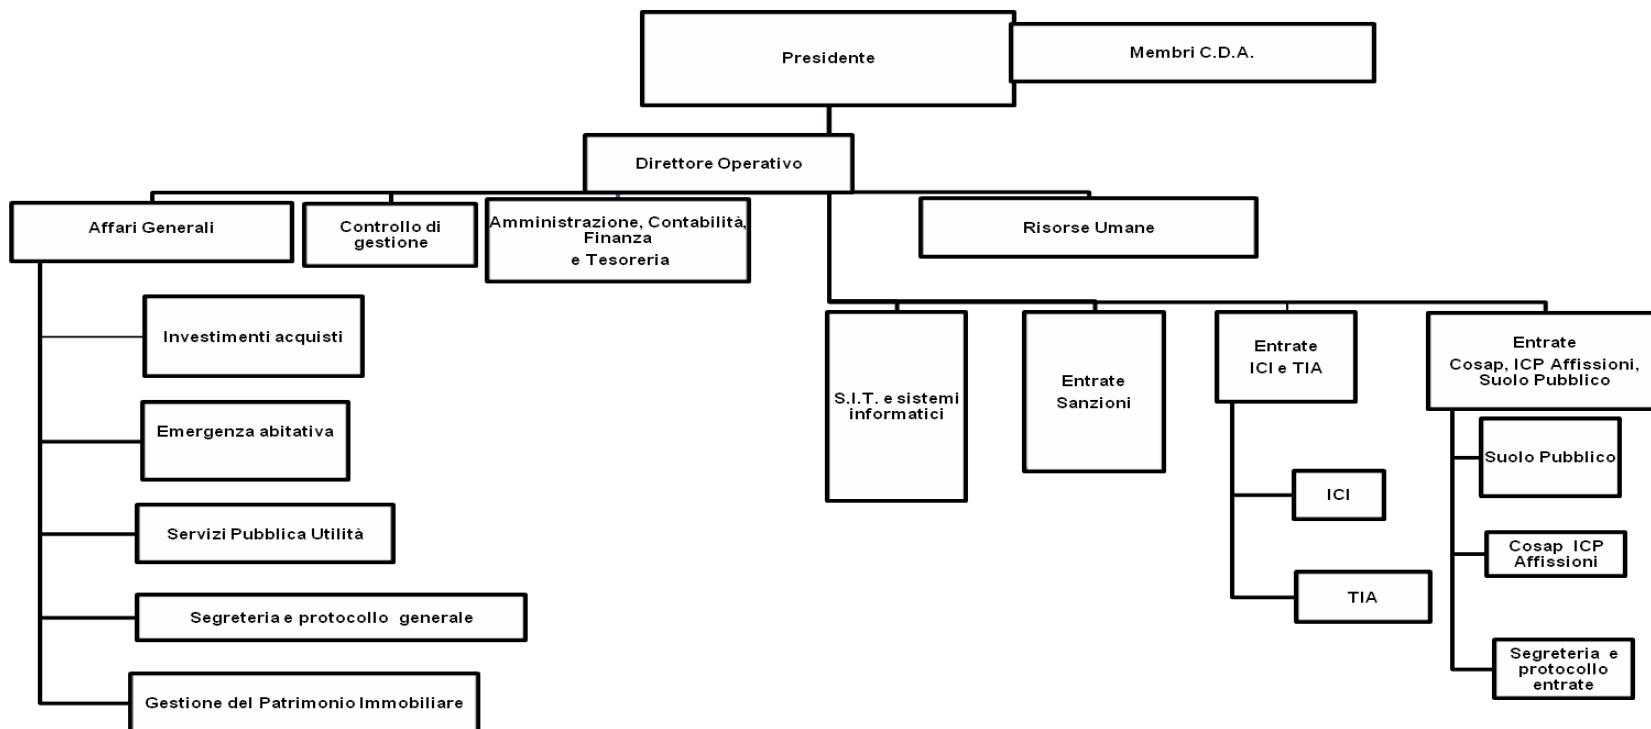 Presidente
Membri C.D.A.
Direttore Operativo
Affari Generali
Controllo di
gestione
Amministrazione, Contabilità,
Finanza
e Tesoreria
Risorse Umane
Investimenti acquisti
Emergenza abitativa
Servizi Pubblica Utilità
Segreteria e protocollo generale
Gestione del Patrimonio Immobiliare
S.I.T. e sistemi
informatici
Entrate
Sanzioni
Entrate
ICI e TIA
ICI
TIA
Entrate
Cosap, ICP Affissioni,
Suolo Pubblico
Suolo Pubblico
Cosap ICP
Affissioni
Segreteria e
protocollo
entrate